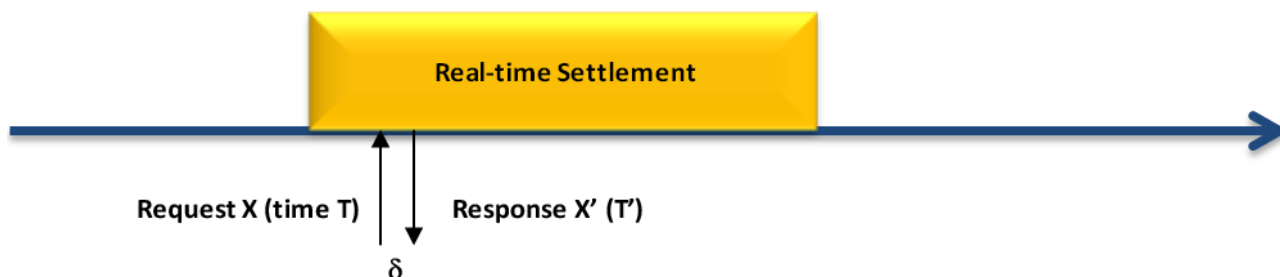 Real-time Settlement
Request X (time T)
Response X’ (T’)
δ